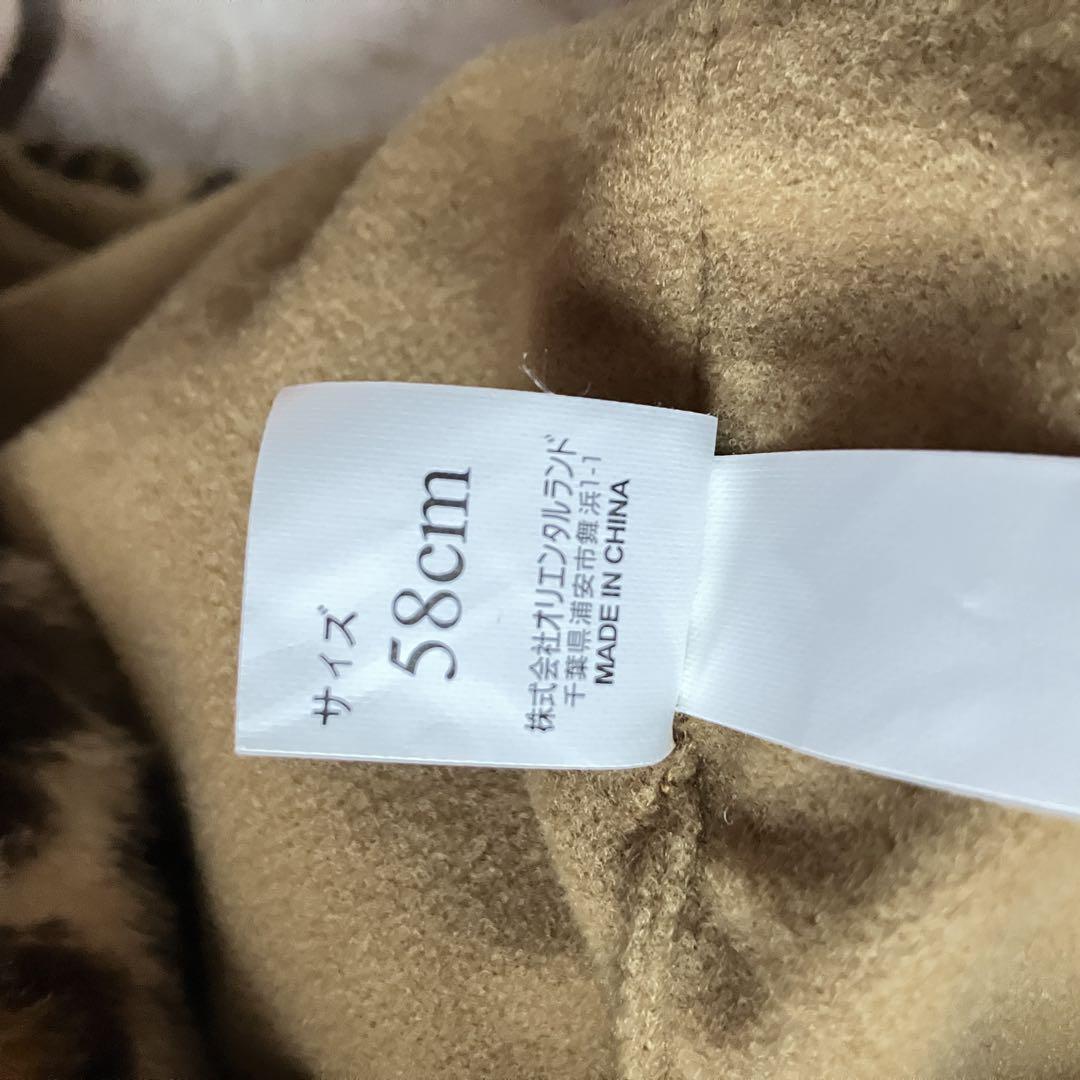 サイズ
58cm
株式会社オリエンタルランド
千葉県浦安市舞浜1-1
MADE IN CHINA